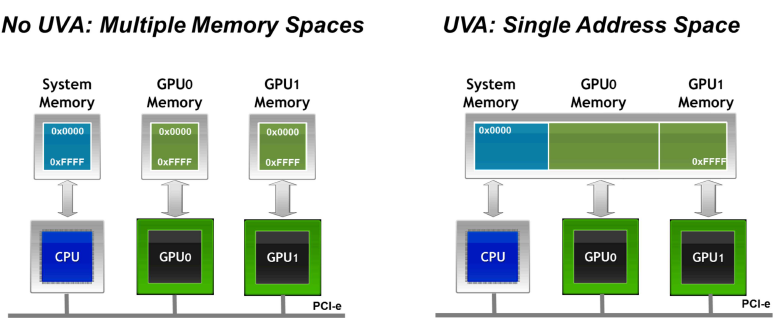 No UVA: Multiple Memory Spaces
UVA: Single Address Space
System
Memory
GPU0
Memory
GPU1
Memory
0x0000
0xFFFF
0x0000
0xFFFF
0x0000
0xFFFF
CPU
GPU0
GPU1
PCI-e
System
Memory
GPU0
Memory
GPU1
Memory
0x0000
0xFFFF
CPU
GPU0
GPU1
PCI-e